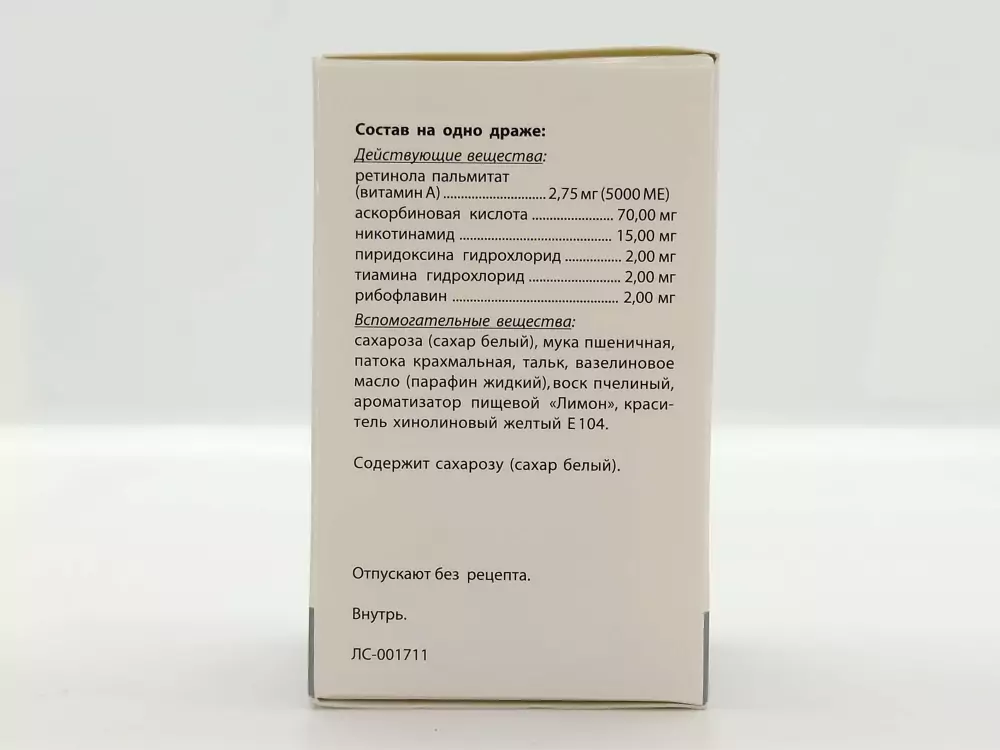 Состав на одно драже:
Действующие вещества:
ретинола пальмитат
(витамин А) ............................ 2,75 мг (5000 МЕ)
аскорбиновая кислота ...................... 70,00 мг
никотинамид ......................................... 15,00 мг
пиридоксина гидрохлорид ............... 2,00 мг
тиамина гидрохлорид ......................... 2,00 мг
рибофлавин ............................................. 2,00 мг
Вспомогательные вещества:
сахароза (сахар белый), мука пшеничная,
патока крахмальная, тальк, вазелиновое
масло (парафин жидкий), воск пчелиный,
ароматизатор пищевой «Лимон», краси-
тель хинолиновый желтый Е 104.
Содержит сахарозу (сахар белый).
Отпускают без рецепта.
Внутрь.
ЛС-001711